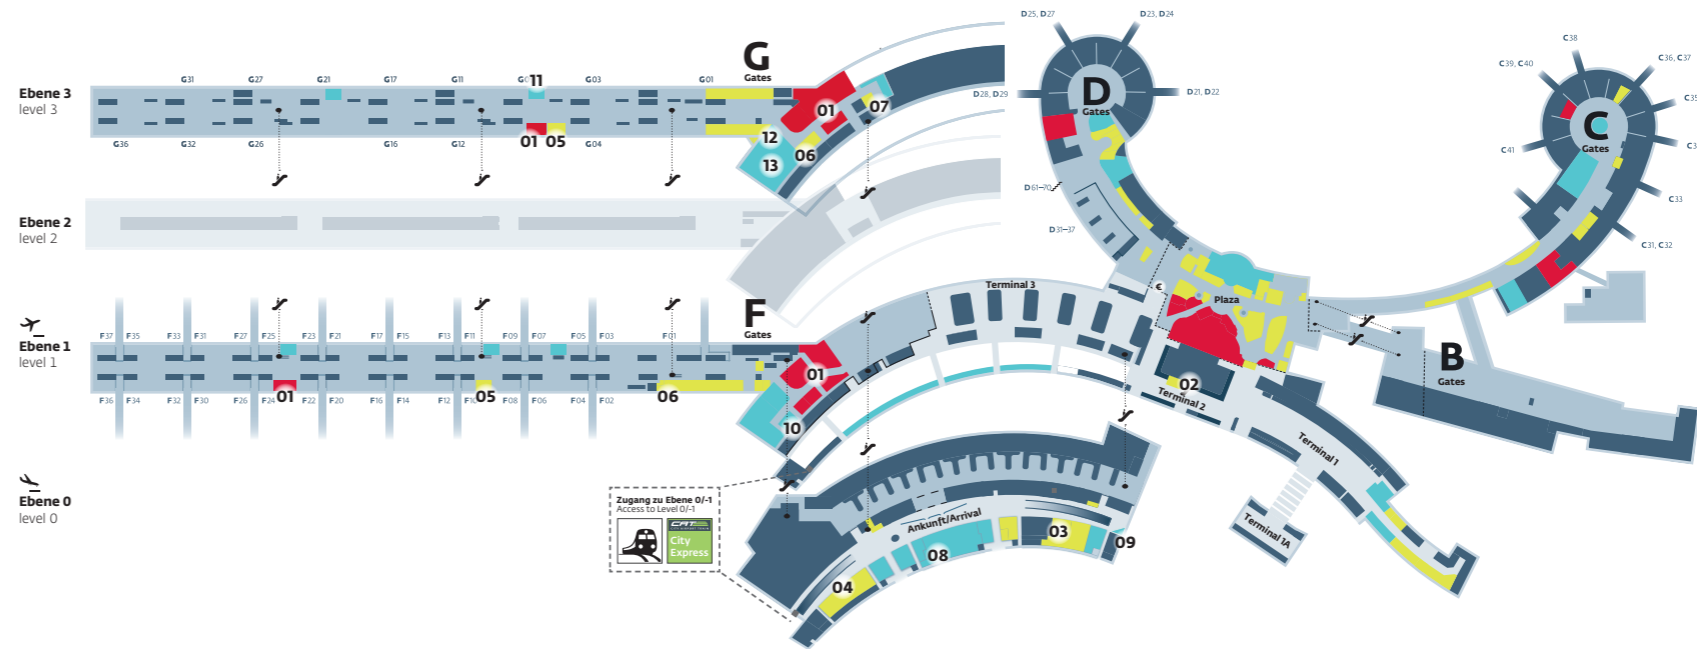 G
Gates
G31
G27
G21
G17
G11
11
G03
G01
Ebene 3
level 3
01
07
12
06
13
01
05
G36
G32
G26
G16
G12
G04
Ebene 2
level 2
F
Gates
Ebene 1
level 1
F37
F35
F33
F31
F27
F25
F23
F21
F17
F15
F13
F11
F09
F07
F05
F03
F01
01
01
05
06
10
F36
F34
F32
F30
F26
F24
F22
F20
F16
F14
F12
F08
F06
F04
F02
Ebene 0
level 0
Zugang zu Ebene 0/-1
Access to Level 0/-1
CAT
City
Express
D25, D27
D23, D24
D28, D29
D21, D22
D
Gates
D61–70
D31–37
C38
C39, C40
C36, C37
C41
C
Gates
C33
C31, C32
Terminal 3
€
Plaza
02
Terminal 2
Terminal 1
Terminal 1A
B
Gates
Ankunft/Arrival
03
09
08
04